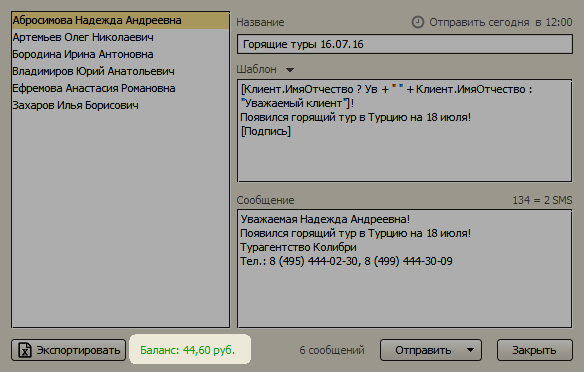 Абросимова Надежда Андреевна
Артемьев Олег Николаевич
Бородина Ирина Антоновна
Владимиров Юрий Анатольевич
Ефремова Анастасия Романовна
Захаров Илья Борисович
Название
Отправить сегодня в 12:00
Горящие туры 16.07.16
Шаблон
[Клиент.ИмяОтчество ? Ув + " " + Клиент.ИмяОтчество :
"Уважаемый клиент"]!
Появился горящий тур в Турцию на 18 июля!
[Подпись]
Сообщение
134 = 2 SMS
Уважаемая Надежда Андреевна!
Появился горящий тур в Турцию на 18 июля!
Турагентство Колибри
Тел.: 8 (495) 444-02-30, 8 (499) 444-30-09
Экспортировать
Баланс: 44,60 руб.
6 сообщений
Отправить
Закрыть